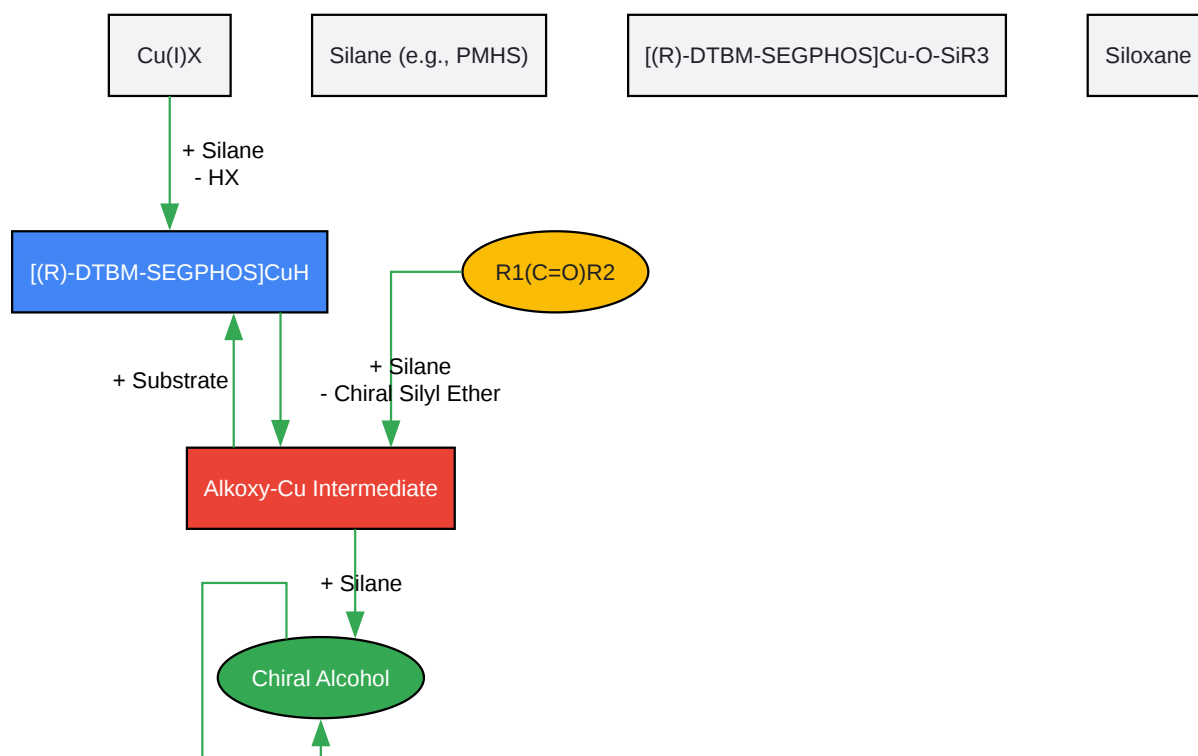 Cu(I)X
Silane (e.g., PMHS)
[(R)-DTBM-SEGPHOS]Cu-O-SiR3
Siloxane
+ Silane
- HX
[(R)-DTBM-SEGPHOS]CuH
R1(C=O)R2
+ Substrate
+ Silane
- Chiral Silyl Ether
Alkoxy-Cu Intermediate
+ Silane
Chiral Alcohol